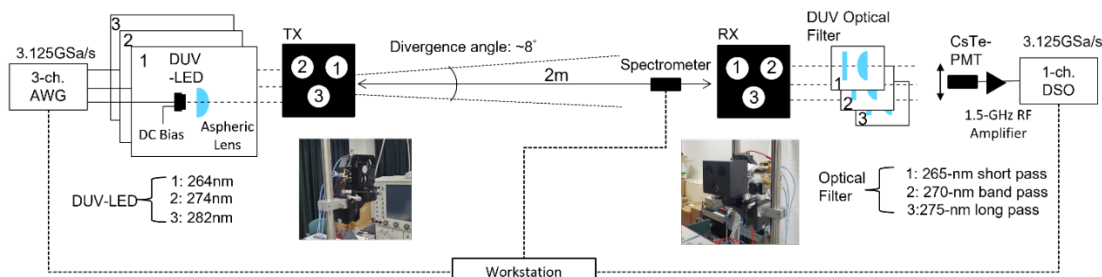 3.125GSa/s
3-ch.
AWG
3
2
1
DUV
-LED
DC Bias
Aspheric
Lens
DUV-LED
1: 264nm
2: 274nm
3: 282nm
TX
2
1
3
Divergence angle: ~8°
2m
Spectrometer
RX
1
2
3
DUV Optical
Filter
1
2
3
CsTe-
PMT
1.5-GHz RF
Amplifier
3.125GSa/s
1-ch.
DSO
Optical
Filter
1: 265-nm short pass
2: 270-nm band pass
3:275-nm long pass
Workstation